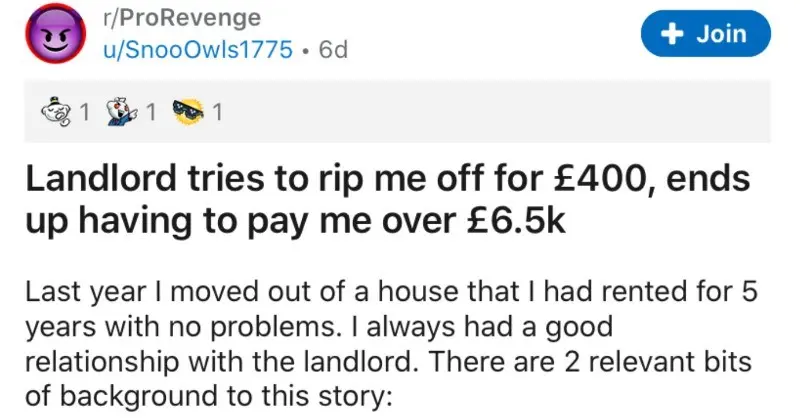 r/ProRevenge
u/SnooOwls1775 • 6d
+ Join
1 1 1
Landlord tries to rip me off for £400, ends
up having to pay me over £6.5k
Last year I moved out of a house that I had rented for 5
years with no problems. I always had a good
relationship with the landlord. There are 2 relevant bits
of background to this story: